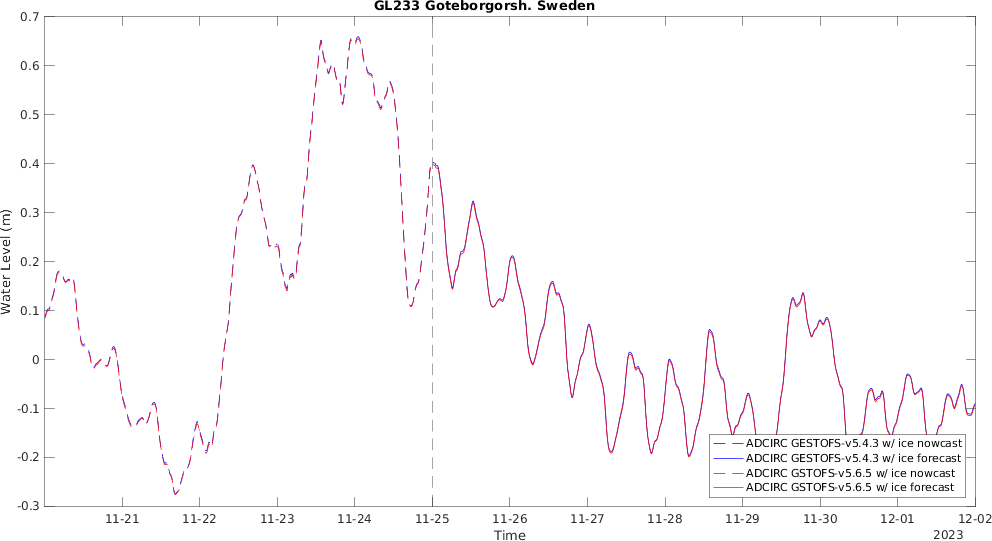 GL233 Goteborgorsh. Sweden
0.7
0.6
0.5
0.4
0.3
0.2
0.1
0
-0.1
-0.2
-0.3
Water Level (m)
ADCIRC GESTOFS-v5.4.3 w/ ice nowcast
ADCIRC GESTOFS-v5.4.3 w/ ice forecast
ADCIRC GSTOFS-v5.6.5 w/ ice nowcast
ADCIRC GSTOFS-v5.6.5 w/ ice forecast
11-21 11-22 11-23 11-24 11-25 11-26 11-27 11-28 11-29 11-30 12-01 12-02
Time
2023